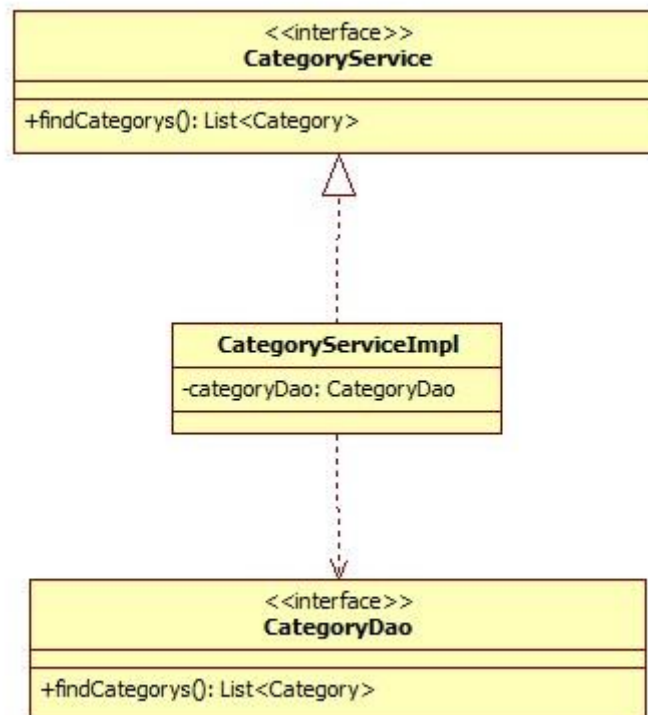 <<interface>>
CategoryService
+findCategorys(): List<Category>
CategoryServiceImpl
-categoryDao: CategoryDao
<<interface>>
CategoryDao
+findCategorys(): List<Category>